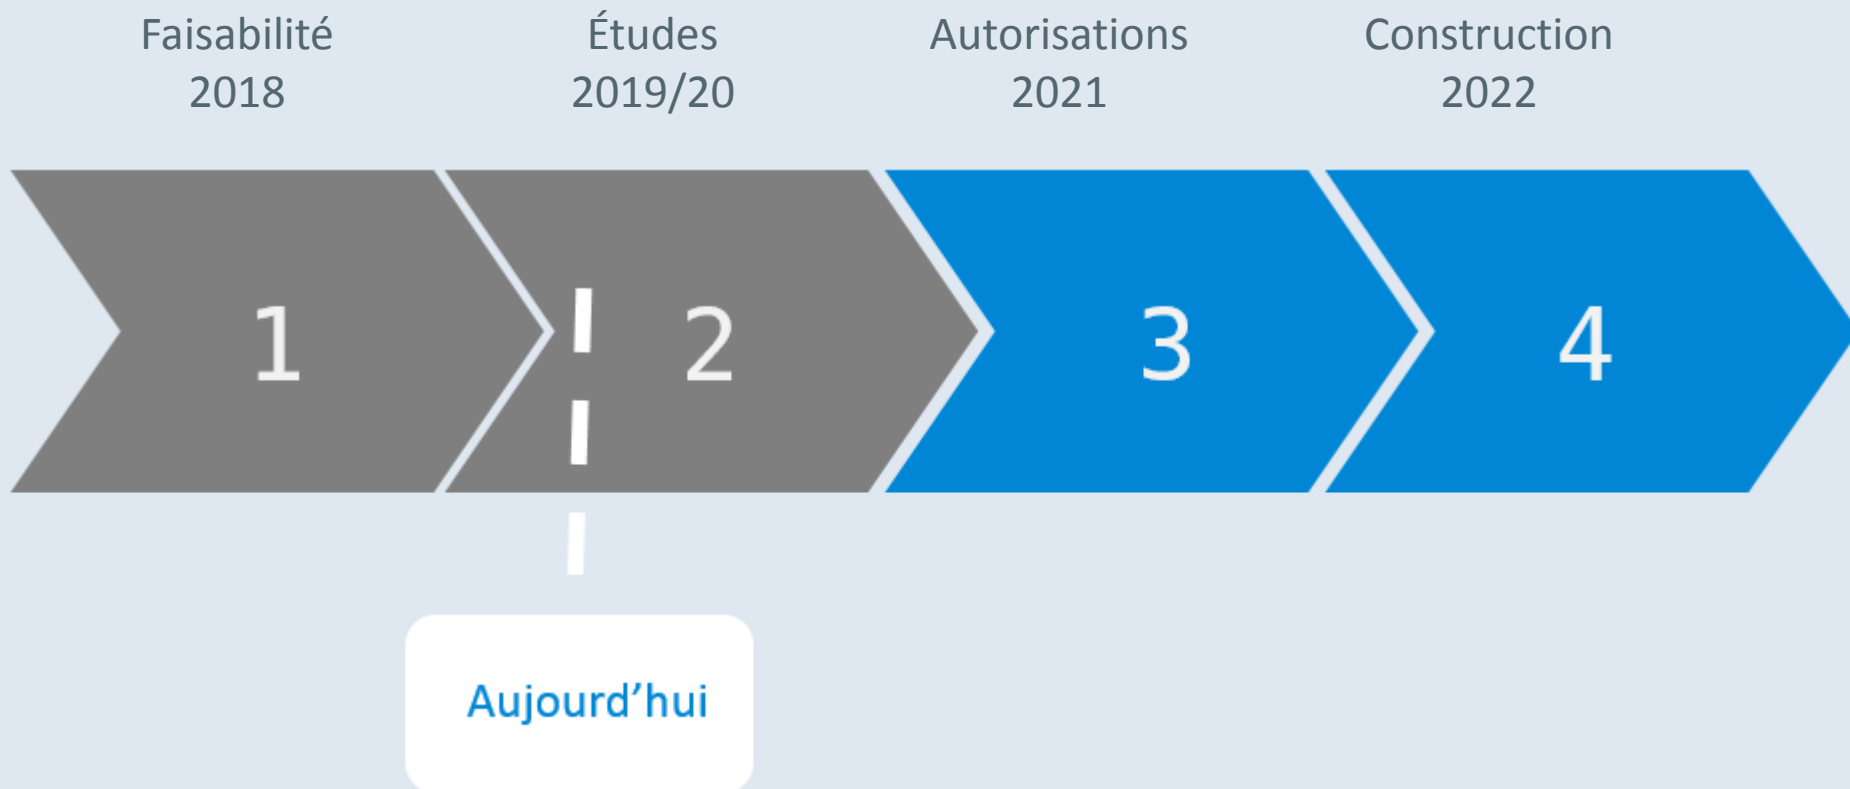 Faisabilité
2018
Études
2019/20
Autorisations
2021
Construction
2022
1
2
3
4
Aujourd’hui